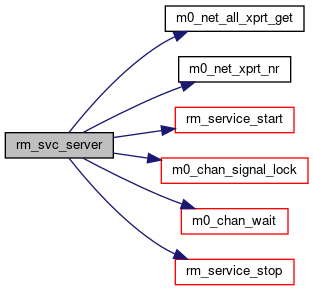 m0_net_all_xprt_get
m0_net_xprt_nr
rm_service_start
rm_svc_server
m0_chan_signal_lock
m0_chan_wait
rm_service_stop